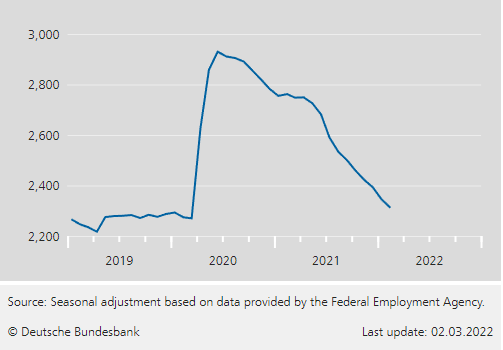 3,000
2,800
2,600
2,400
2,200
2019 2020 2021 2022
Source: Seasonal adjustment based on data provided by the Federal Employment Agency.
© Deutsche Bundesbank Last update: 02.03.2022